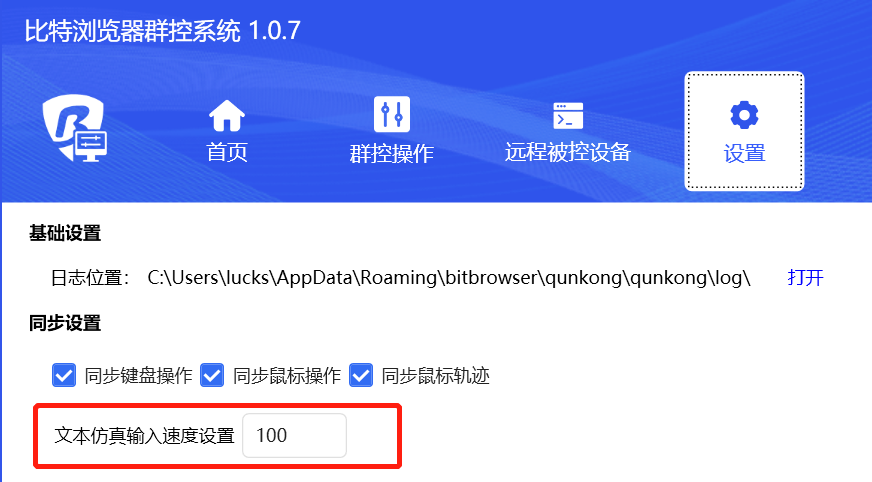 比特浏览器群控系统 1.0.7
首页 群控操作 远程被控设备 设置
基础设置
日志位置： C:\Users\lucks\AppData\Roaming\bitbrowser\qunkong\qunkong\log\ 打开
同步设置
同步键盘操作 同步鼠标操作 同步鼠标轨迹
文本仿真输入速度设置 100